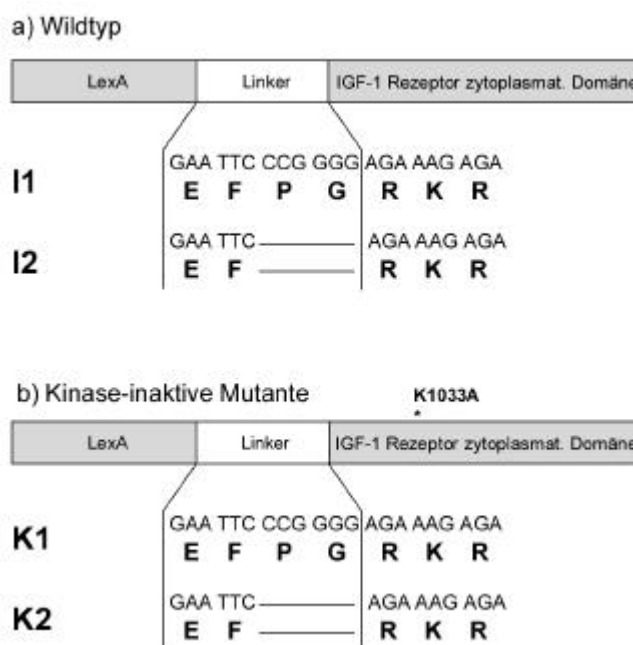 a) Wildtyp
LexA Linker IGF-1 Rezeptor zytoplasmat. Domäne
GAA TTC CCG GGG AGA AAG AGA
I1 E F P G R K R
GAA TTC AGA AAG AGA
I2 E F R K R
b) Kinase-inaktive Mutante K1033A
*
LexA Linker IGF-1 Rezeptor zytoplasmat. Domäne
GAA TTC CCG GGG AGA AAG AGA
K1 E F P G R K R
GAA TTC AGA AAG AGA
K2 E F R K R